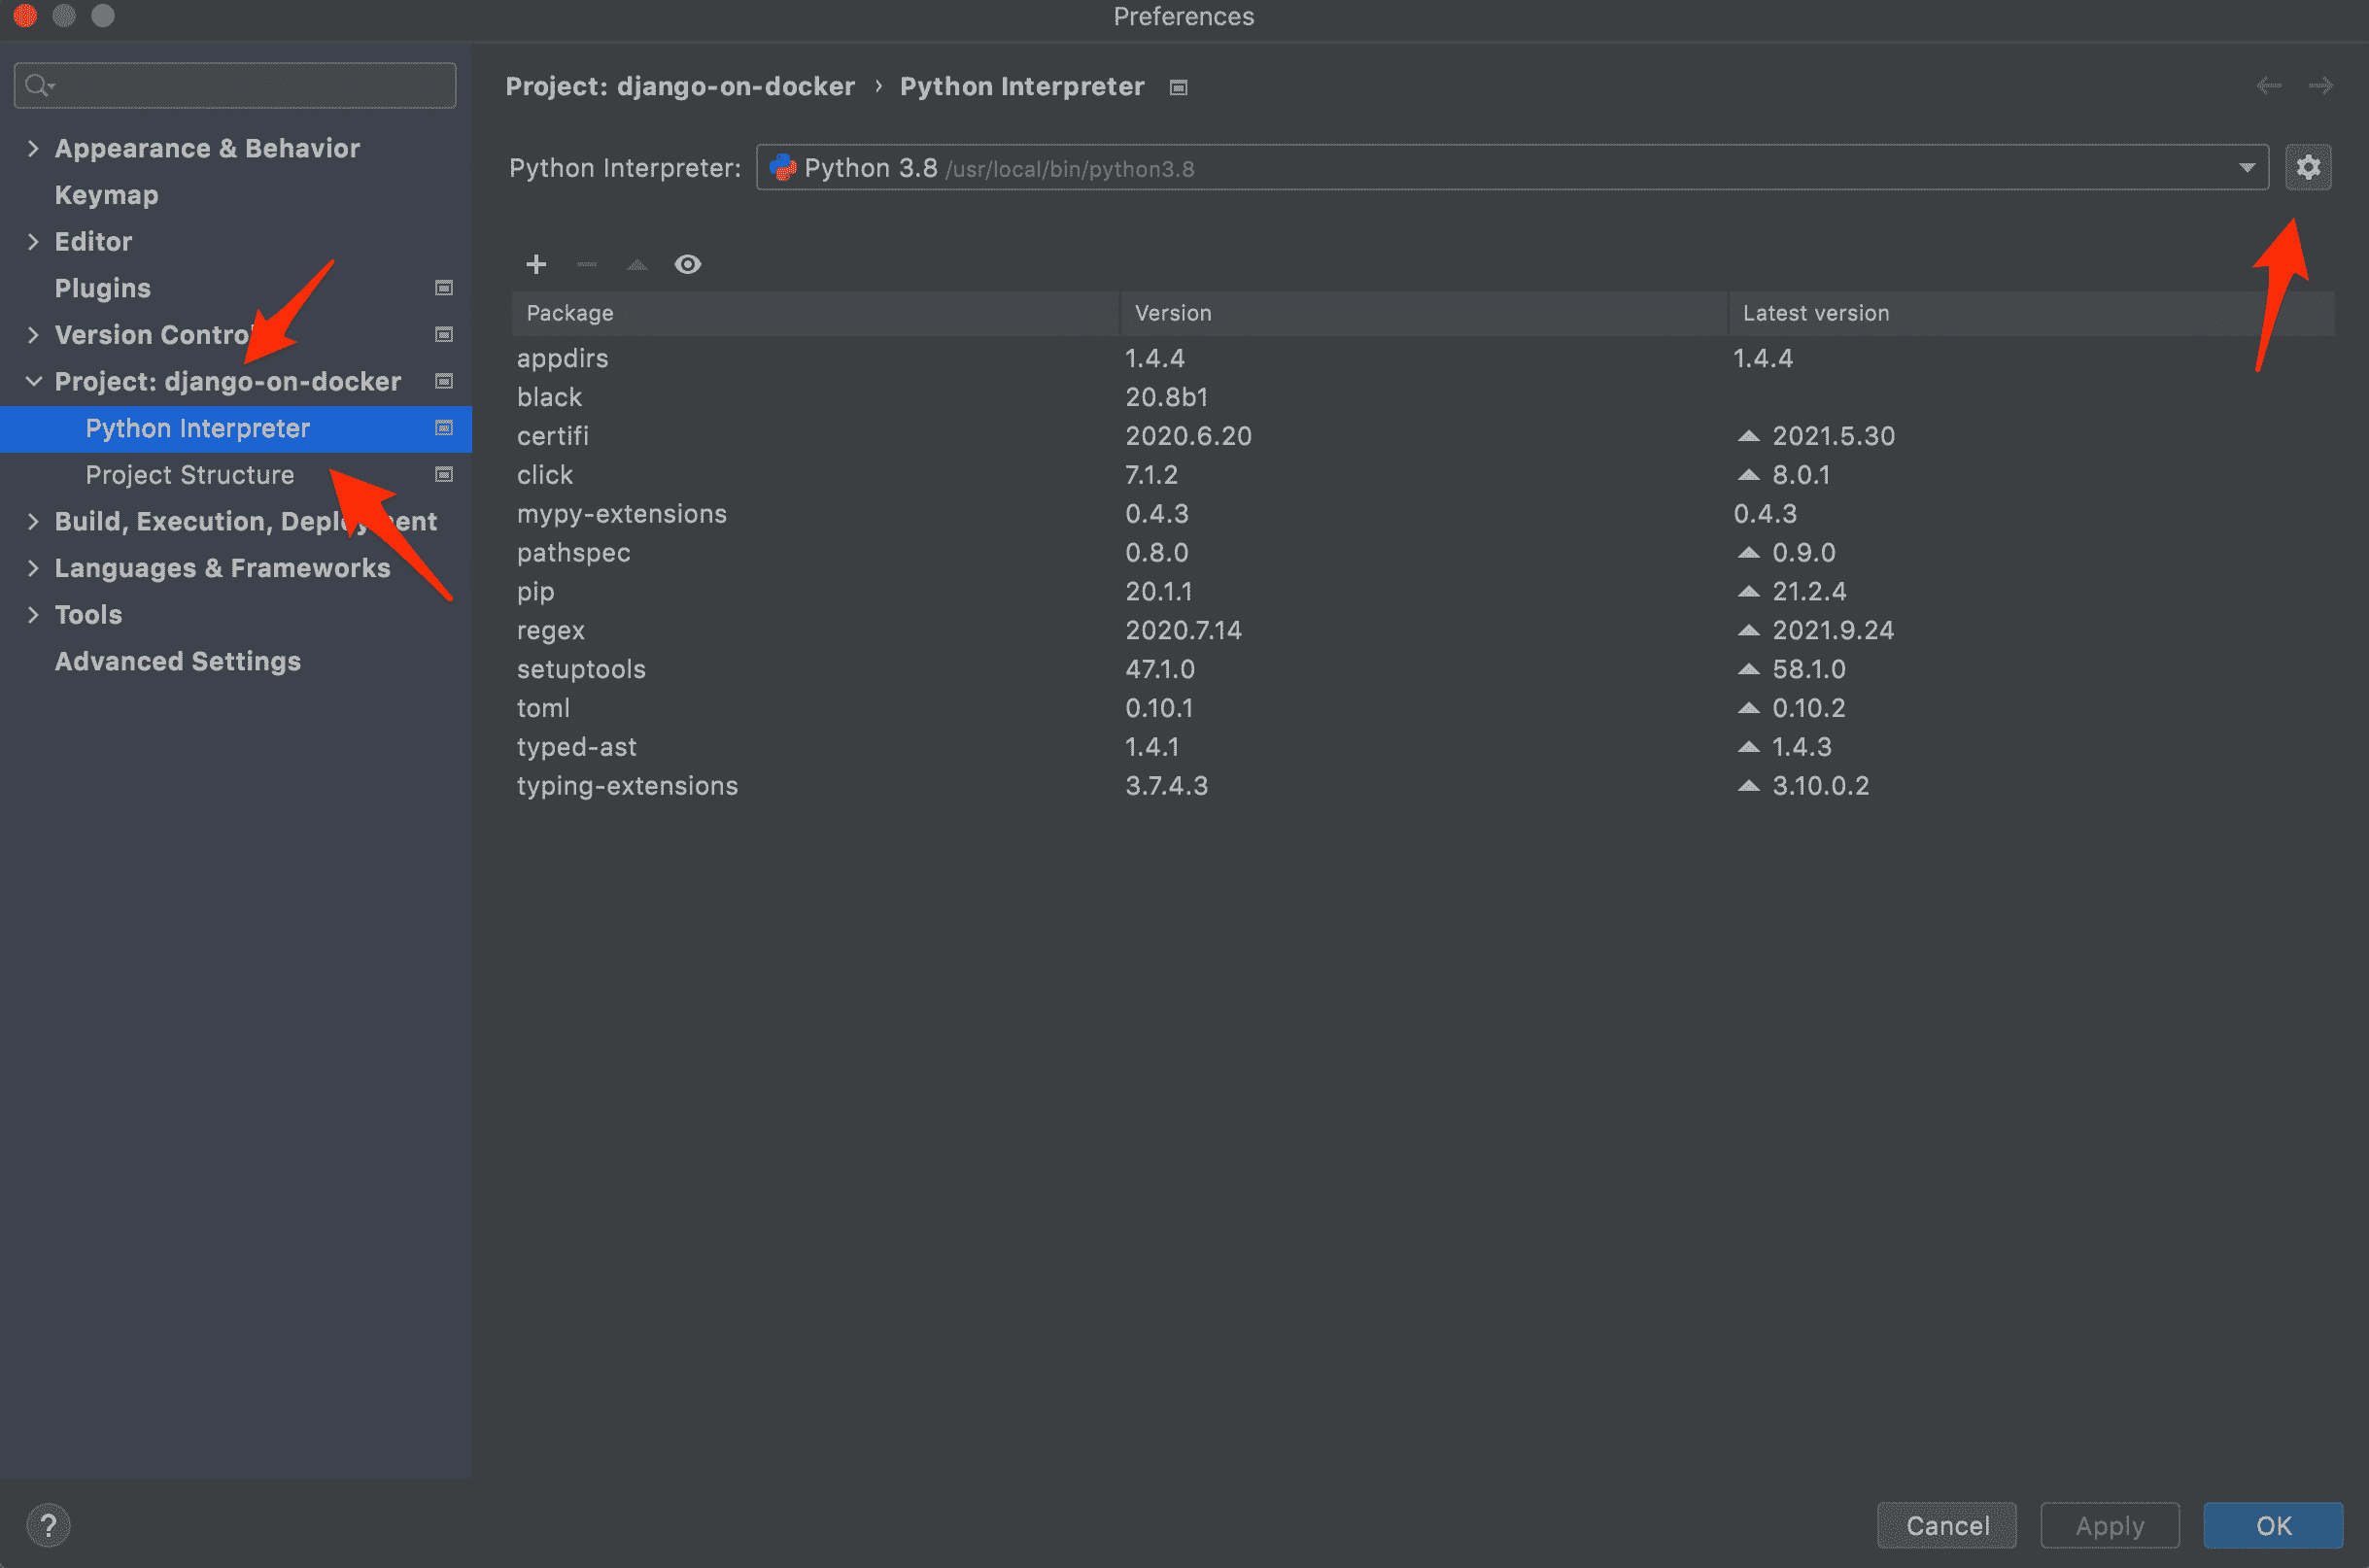 Preferences
Project: django-on-docker › Python Interpreter
Appearance & Behavior
Keymap
Editor
Plugins
Version Control
Project: django-on-docker
Python Interpreter
Project Structure
Build, Execution, Deployment
Languages & Frameworks
Tools
Advanced Settings
Python Interpreter: Python 3.8 /usr/local/bin/python3.8
Package Version Latest version
appdirs 1.4.4 1.4.4
black 20.8b1
certifi 2020.6.20 2021.5.30
click 7.1.2 8.0.1
mypy-extensions 0.4.3 0.4.3
pathspec 0.8.0 0.9.0
pip 20.1.1 21.2.4
regex 2020.7.14 2021.9.24
setuptools 47.1.0 58.1.0
toml 0.10.1 0.10.2
typed-ast 1.4.1 1.4.3
typing-extensions 3.7.4.3 3.10.0.2
? Cancel Apply OK